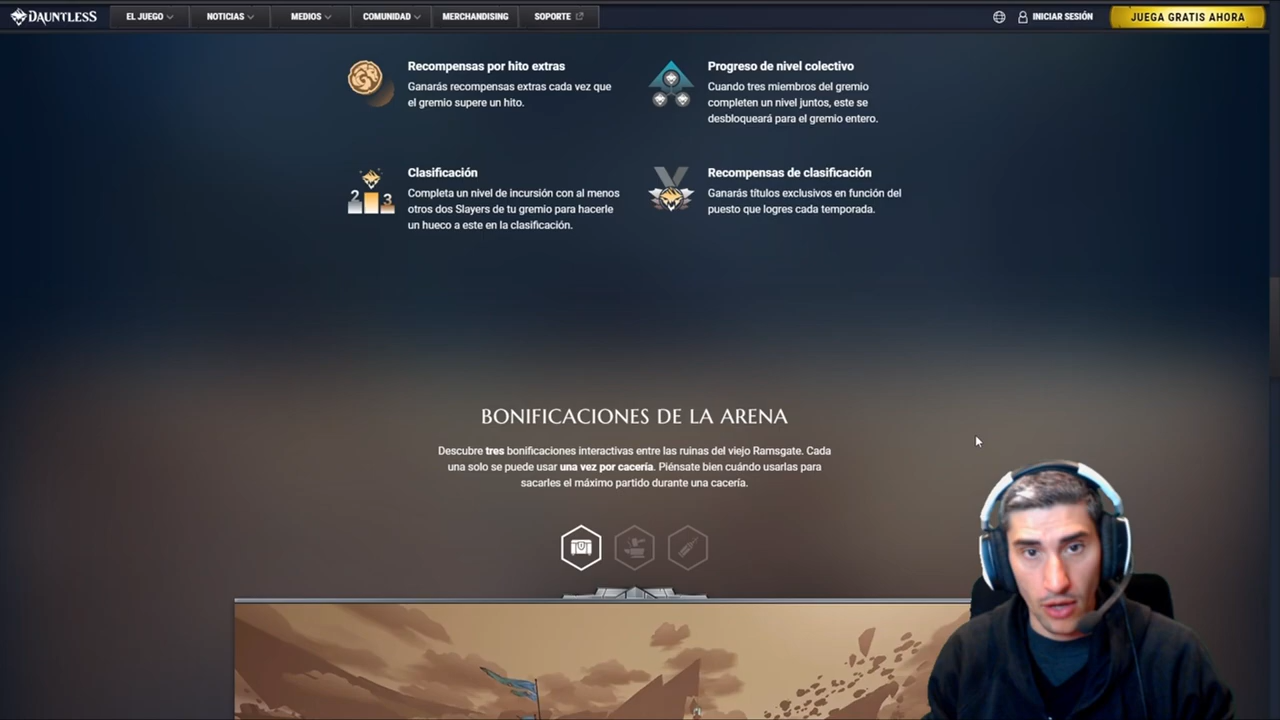 DAUNTLESS
EL JUEGO
NOTICIAS
MEDIOS
COMUNIDAD
MERCHANDISING
SOPORTE
INICIAR SESIÓN
JUEGA GRATIS AHORA
Recompensas por hito extras
Ganarás recompensas extras cada vez que
el gremio supere un hito.
Progreso de nivel colectivo
Cuando tres miembros del gremio
completen un nivel juntos, este se
desbloqueará para el gremio entero.
2 3
Clasificación
Completa un nivel de incursión con al menos
otros dos Slayers de tu gremio para hacerle
un hueco a este en la clasificación.
Recompensas de clasificación
Ganarás títulos exclusivos en función del
puesto que logres cada temporada.
BONIFICACIONES DE LA ARENA
Descubre tres bonificaciones interactivas entre las ruinas del viejo Ramsgate. Cada
una solo se puede usar una vez por cacería. Piénsate bien cuándo usarlas para
sacarles el máximo partido durante una cacería.